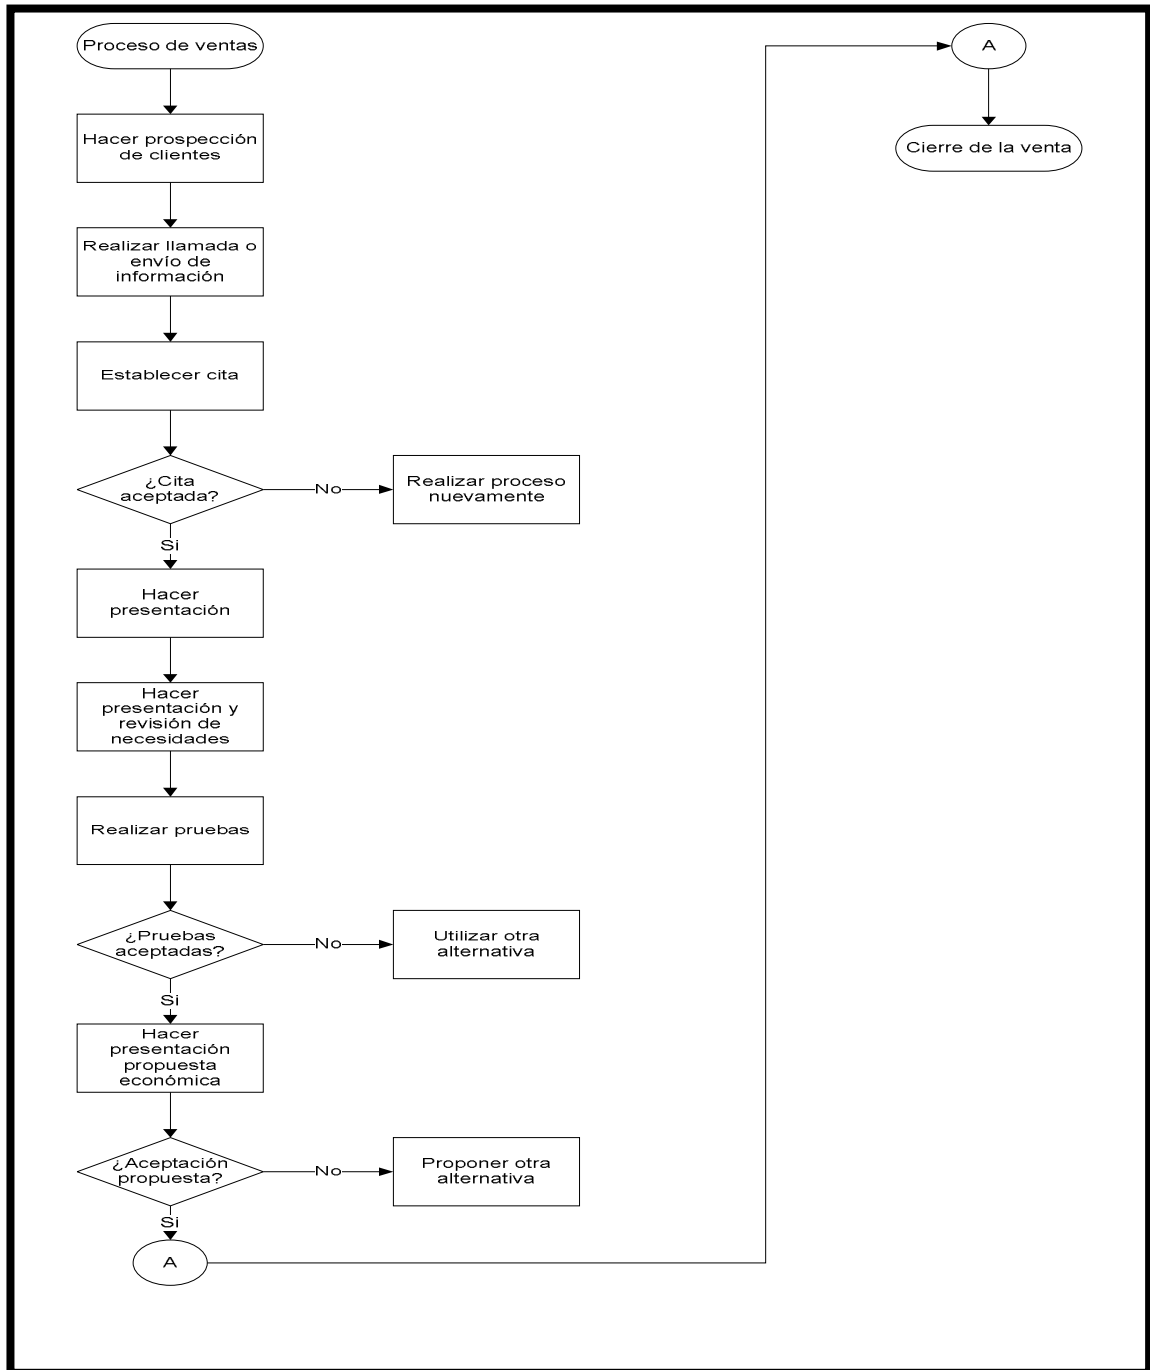 Proceso de ventas
Hacer prospección
de clientes
Realizar llamada o
envío de
información
Establecer cita
¿Cita
aceptada?
No
Realizar proceso
nuevamente
Si
Hacer
presentación
Hacer
presentación y
revisión de
necesidades
Realizar pruebas
¿Pruebas
aceptadas?
No
Utilizar otra
alternativa
Si
Hacer
presentación
propuesta
económica
¿Aceptación
propuesta?
No
Proponer otra
alternativa
Si
A
A
Cierre de la venta